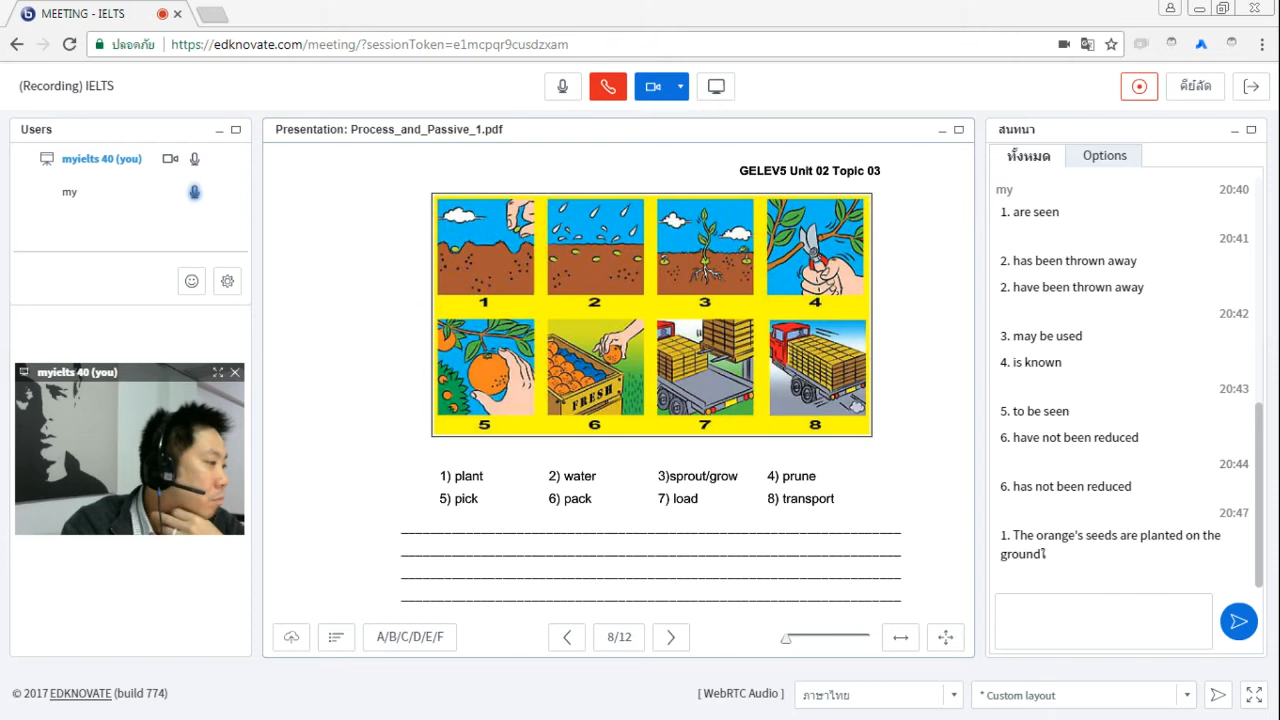 MEETING - IELTS
ปลอดภัย
https://edknovate.com/meeting/?sessionToken=e1mcpqr9cusdzxam
(Recording) IELTS
คีย์ลัด
Users
myielts 40 (you)
my
myielts 40 (you)
Presentation: Process_and_Passive_1.pdf
GELEV5 Unit 02 Topic 03
1 2 3 4
FRESH
5 6 7 8
1) plant 2) water 3)sprout/grow 4) prune
5) pick 6) pack 7) load 8) transport
A/B/C/D/E/F
8/12
สนทนา
ทั้งหมด Options
my 20:40
1. are seen
20:41
2. has been thrown away
2. have been thrown away
20:42
3. may be used
4. is known
20:43
5. to be seen
6. have not been reduced
20:44
6. has not been reduced
20:47
1. The orange's seeds are planted on the
ground
© 2017 EDKNOVATE (build 774)
[ WebRTC Audio ]
ภาษาไทย
* Custom layout